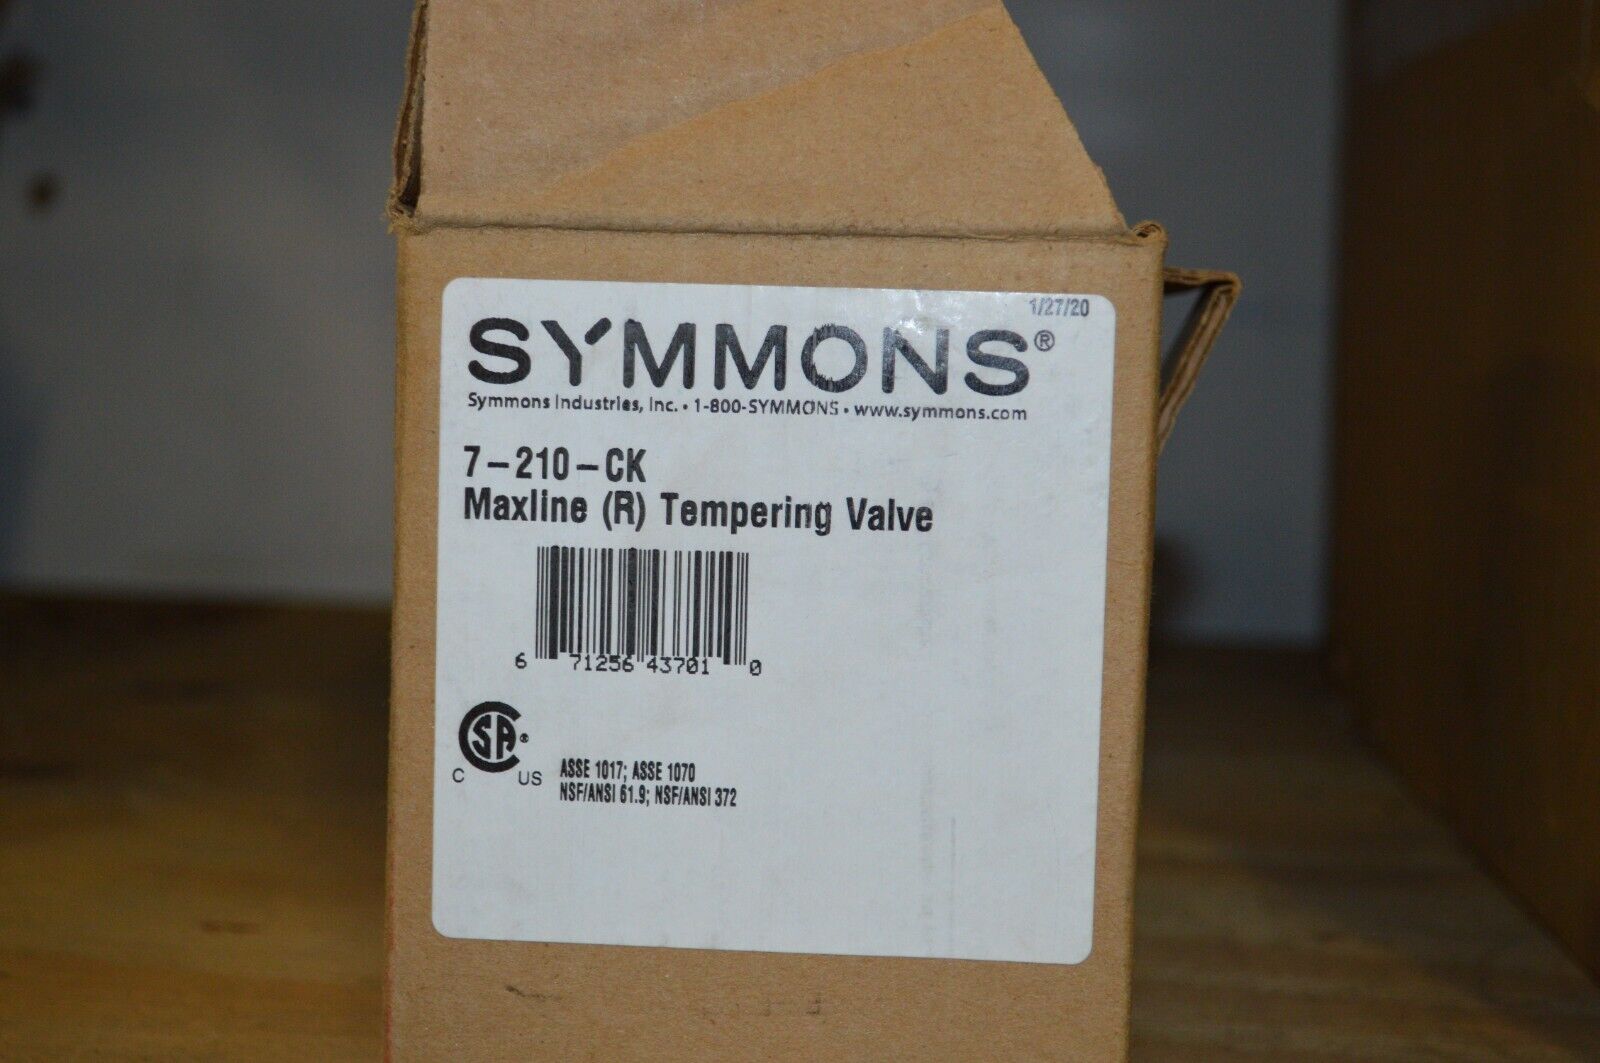 1/27/20
SYMMONS®
Symmons Industries, Inc. • 1-800-SYMMONS • www.symmons.com
7-210-CK
Maxline (R) Tempering Valve
6 71256 43701 0
CSA®
C US
ASSE 1017; ASSE 1070
NSF/ANSI 61.9; NSF/ANSI 372